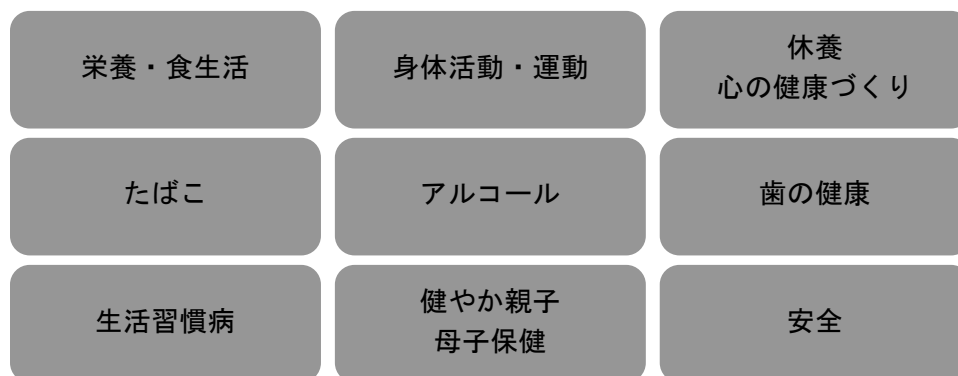 栄養・食生活
身体活動・運動
休養
心の健康づくり
たばこ
アルコール
歯の健康
生活習慣病
健やか親子
母子保健
安全